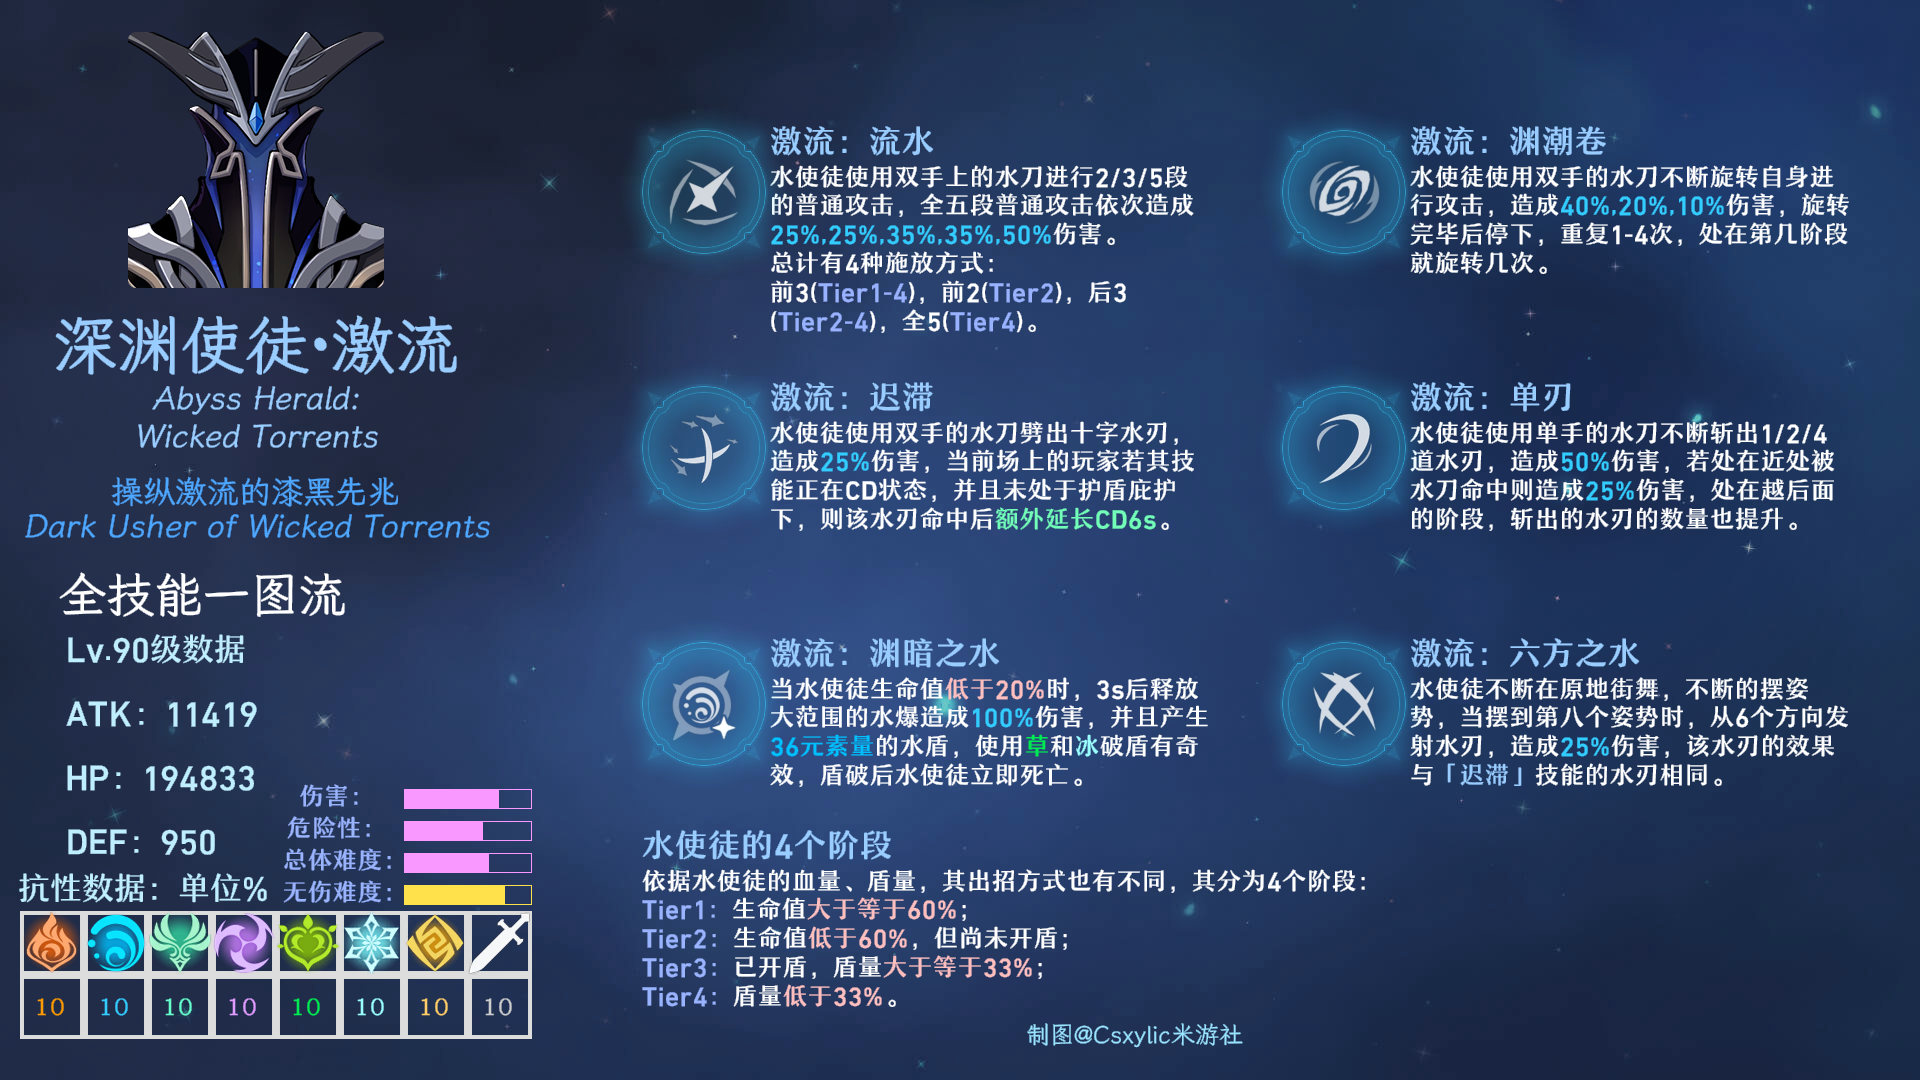 深渊使徒•激流
Abyss Herald:
Wicked Torrents
操纵激流的漆黑先兆
Dark Usher of Wicked Torrents
全技能一图流
Lv.90级数据
ATK：11419
HP：194833
DEF：950
伤害：
危险性：
总体难度：
无伤难度：
抗性数据：单位%
10 10 10 10 10 10 10 10
激流：流水
水使徒使用双手上的水刀进行2/3/5段
的普通攻击，全五段普通攻击依次造成
25%,25%,35%,35%,50%伤害。
总计有4种施放方式：
前3(Tier1-4)，前2(Tier2)，后3
(Tier2-4)，全5(Tier4)。
激流：渊潮卷
水使徒使用双手的水刀不断旋转自身进
行攻击，造成40%,20%,10%伤害，旋转
完毕后停下，重复1-4次，处在第几阶段
就旋转几次。
激流：迟滞
水使徒使用双手的水刀劈出十字水刃，
造成25%伤害，当前场上的玩家若其技
能正在CD状态，并且未处于护盾庇护
下，则该水刃命中后额外延长CD6s。
激流：单刃
水使徒使用单手的水刀不断斩出1/2/4
道水刃，造成50%伤害，若处在近处被
水刀命中则造成25%伤害，处在越后面
的阶段，斩出的水刃的数量也提升。
激流：渊暗之水
当水使徒生命值低于20%时，3s后释放
大范围的水爆造成100%伤害，并且产生
36元素量的水盾，使用草和冰破盾有奇
效，盾破后水使徒立即死亡。
激流：六方之水
水使徒不断在原地街舞，不断的摆姿
势，当摆到第八个姿势时，从6个方向发
射水刃，造成25%伤害，该水刃的效果
与「迟滞」技能的水刃相同。
水使徒的4个阶段
依据水使徒的血量、盾量，其出招方式也有不同，其分为4个阶段：
Tier1：生命值大于等于60%；
Tier2：生命值低于60%，但尚未开盾；
Tier3：已开盾，盾量大于等于33%；
Tier4：盾量低于33%。
制图@Csxylic米游社